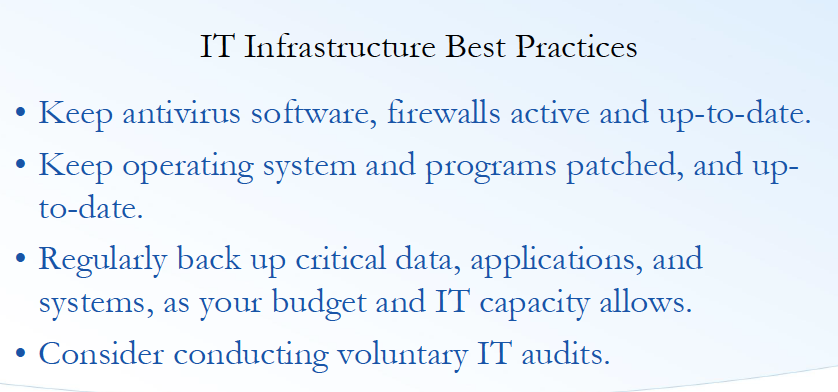 IT Infrastructure Best Practices
• Keep antivirus software, firewalls active and up-to-date.
• Keep operating system and programs patched, and up-
to-date.
• Regularly back up critical data, applications, and
systems, as your budget and IT capacity allows.
• Consider conducting voluntary IT audits.